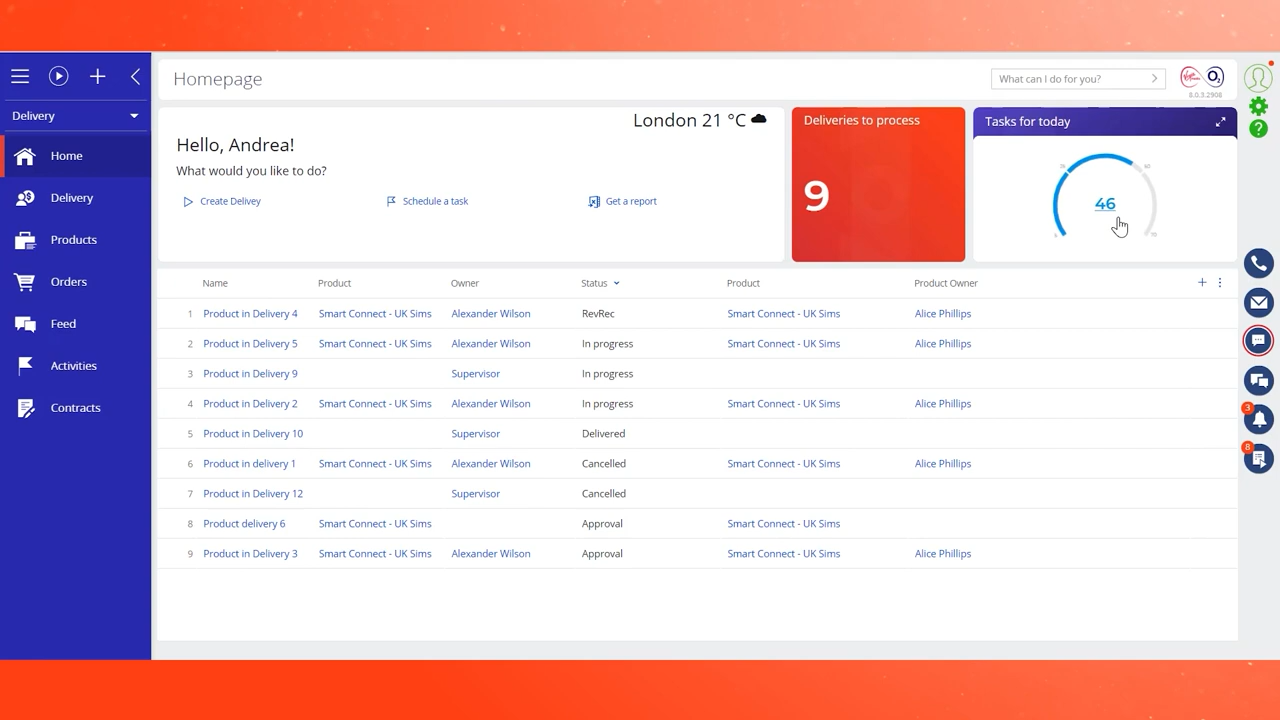 Homepage
What can I do for you?
8.0.3.2908
Delivery
Home
Delivery
Products
Orders
Feed
Activities
Contracts
London 21 °C
Hello, Andrea!
What would you like to do?
Create Delivey
Schedule a task
Get a report
Deliveries to process
9
Tasks for today
46
Name Product Owner Status Product Product Owner
1 Product in Delivery 4 Smart Connect - UK Sims Alexander Wilson RevRec Smart Connect - UK Sims Alice Phillips
2 Product in Delivery 5 Smart Connect - UK Sims Alexander Wilson In progress Smart Connect - UK Sims Alice Phillips
3 Product in Delivery 9 Supervisor In progress
4 Product in Delivery 2 Smart Connect - UK Sims Alexander Wilson In progress Smart Connect - UK Sims Alice Phillips
5 Product in Delivery 10 Supervisor Delivered
6 Product in delivery 1 Smart Connect - UK Sims Alexander Wilson Cancelled Smart Connect - UK Sims Alice Phillips
7 Product in Delivery 12 Supervisor Cancelled
8 Product delivery 6 Smart Connect - UK Sims Approval Smart Connect - UK Sims
9 Product in Delivery 3 Smart Connect - UK Sims Alexander Wilson Approval Smart Connect - UK Sims Alice Phillips
3
8